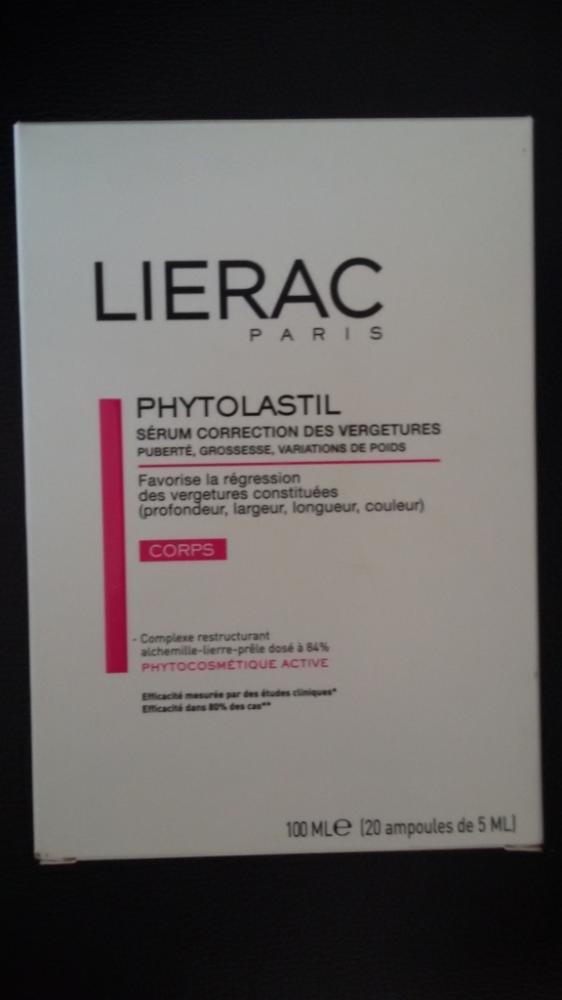 LIERAC
PARIS
PHYTOLASTIL
SÉRUM CORRECTION DES VERGETURES
PUBERTÉ, GROSSESSE, VARIATIONS DE POIDS
Favorise la régression
des vergetures constituées
(profondeur, largeur, longueur, couleur)
CORPS
- Complexe restructurant
alchemille-lierre-prêle dosé à 84%
PHYTOCOSMÉTIQUE ACTIVE
Efficacité mesurée par des études cliniques*
Efficacité dans 80% des cas**
100 ML℮ (20 ampoules de 5 ML)